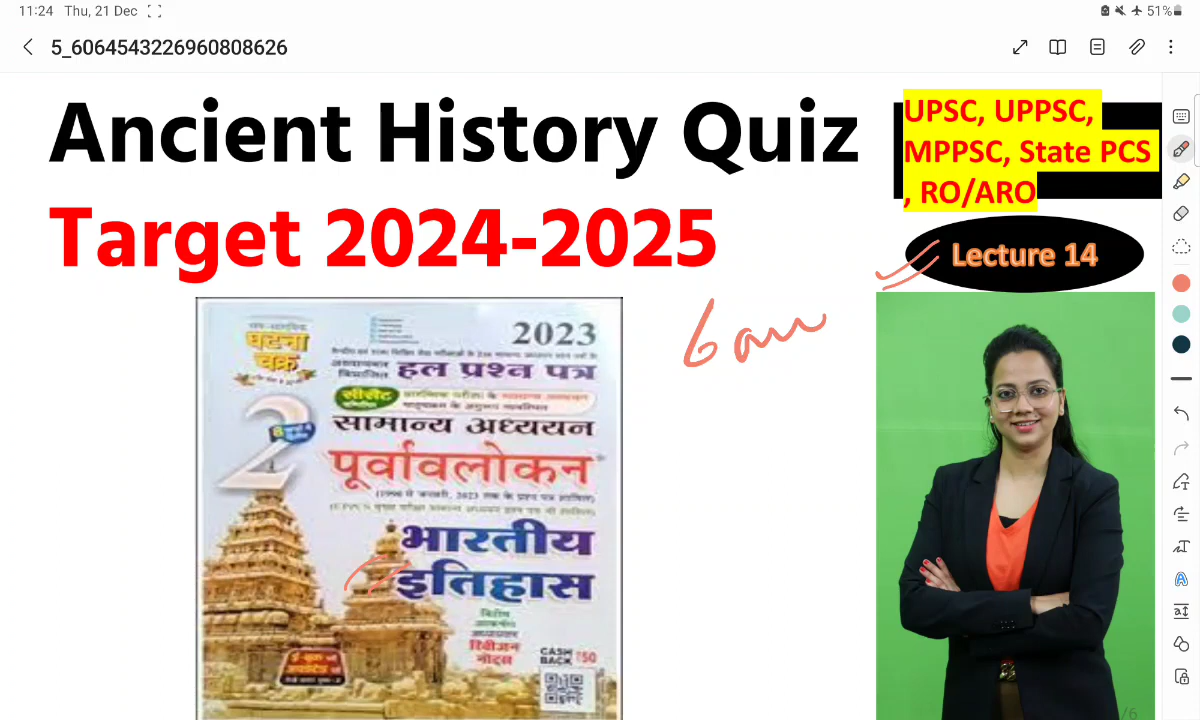 11:24 Thu, 21 Dec
51%
5_6064543226960808626
Ancient History Quiz
Target 2024-2025
UPSC, UPPSC,
MPPSC, State PCS
, RO/ARO
Lecture 14
6 am
घटना
चक्र
2023
हल प्रश्न पत्र
सीसैट
2
सामान्य अध्ययन
पूर्वावलोकन
भारतीय
इतिहास
रिवीजन
नोट्स
CASH
BACK ₹50
/6